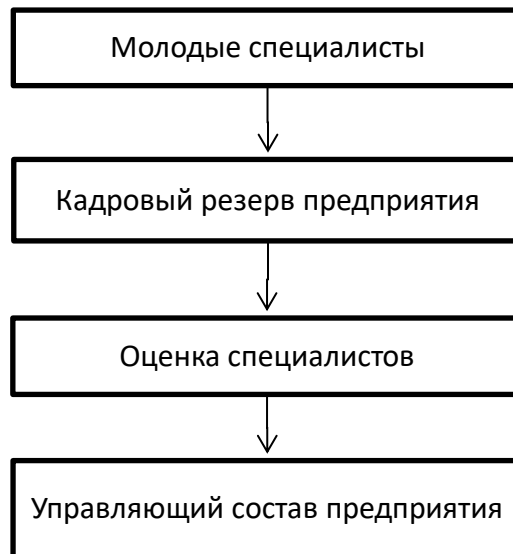 Молодые специалисты
Кадровый резерв предприятия
Оценка специалистов
Управляющий состав предприятия